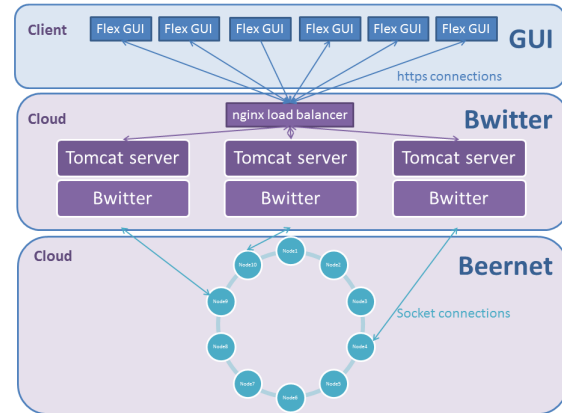 Client
Flex GUI Flex GUI Flex GUI Flex GUI Flex GUI Flex GUI
GUI
https connections
Cloud
nginx load balancer
Bwitter
Tomcat server Tomcat server Tomcat server
Bwitter Bwitter Bwitter
Cloud
Beernet
Node1
Node10 Node2
Node9 Node3
Socket connections
Node8 Node4
Node7 Node5
Node6